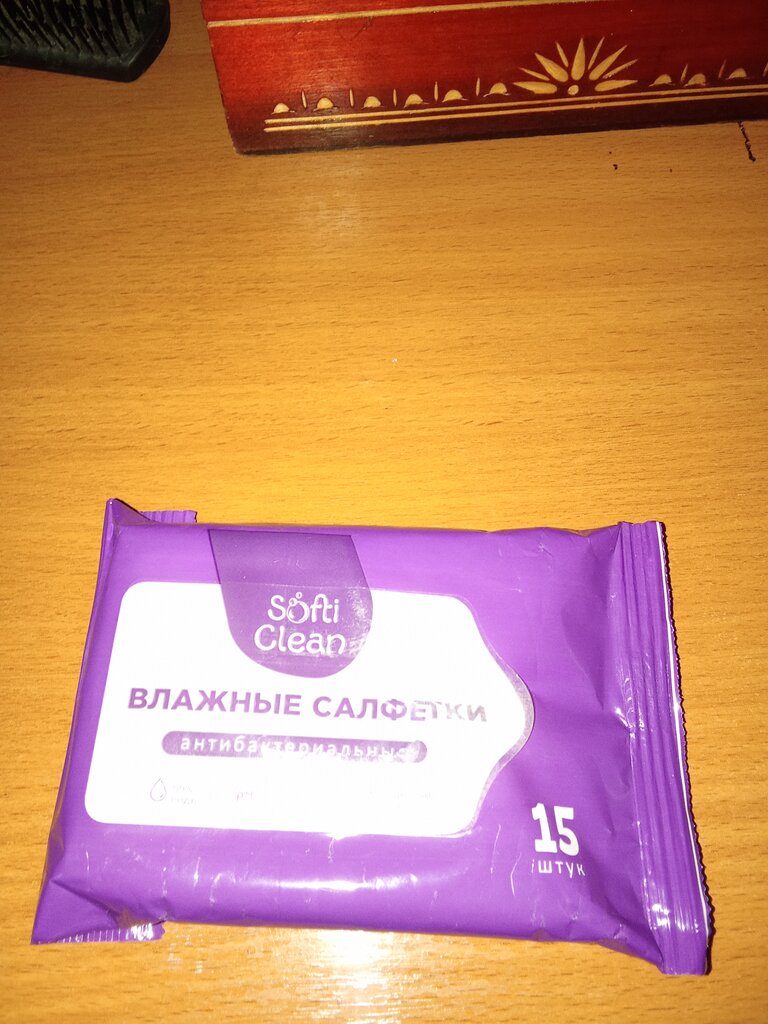 Softi
Clean
ВЛАЖНЫЕ САЛФЕТКИ
антибактериальные
15
штук